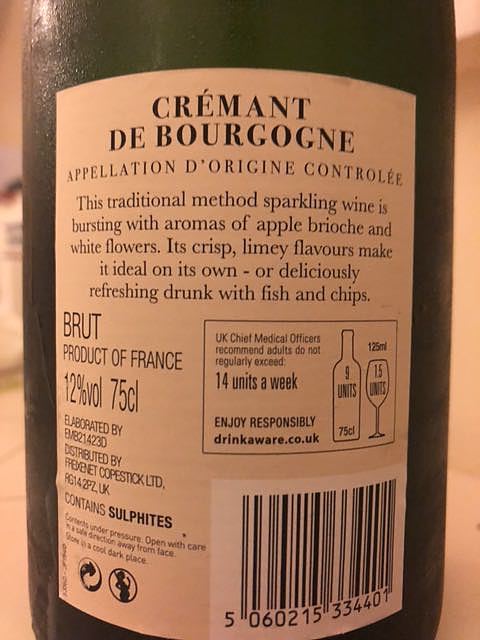 CRÉMANT
DE BOURGOGNE
APPELLATION D'ORIGINE CONTROLÉE
This traditional method sparkling wine is
bursting with aromas of apple brioche and
white flowers. Its crisp, limey flavours make
it ideal on its own - or deliciously
refreshing drunk with fish and chips.
BRUT
PRODUCT OF FRANCE
12%vol 75cl
ELABORATED BY
EMB21423D
DISTRIBUTED BY
FREIXENET COPESTICK LTD,
RG14 2PZ, UK
CONTAINS SULPHITES
Contents under pressure. Open with care
in a safe direction away from face.
Store in a cool dark place.
UK Chief Medical Officers
recommend adults do not
regularly exceed:
14 units a week
ENJOY RESPONSIBLY
drinkaware.co.uk
9
UNITS
75cl
125ml
1.5
UNITS
5 060215 334401